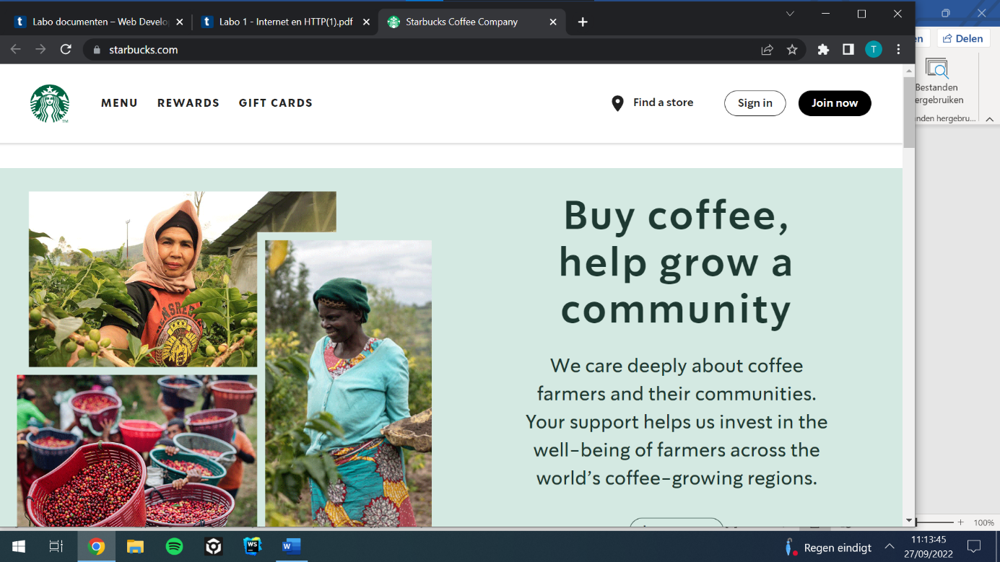 Labo documenten – Web Develo
Labo 1 - Internet en HTTP(1).pdf
Starbucks Coffee Company
starbucks.com
T
en
Delen
Bestanden
ergebruiken
nden hergebru...
TM
MENU
REWARDS
GIFT CARDS
Find a store
Sign in
Join now
Buy coffee,
help grow a
community
We care deeply about coffee
farmers and their communities.
Your support helps us invest in the
well-being of farmers across the
world's coffee-growing regions.
100%
WS
W
Regen eindigt
11:13:45
27/09/2022